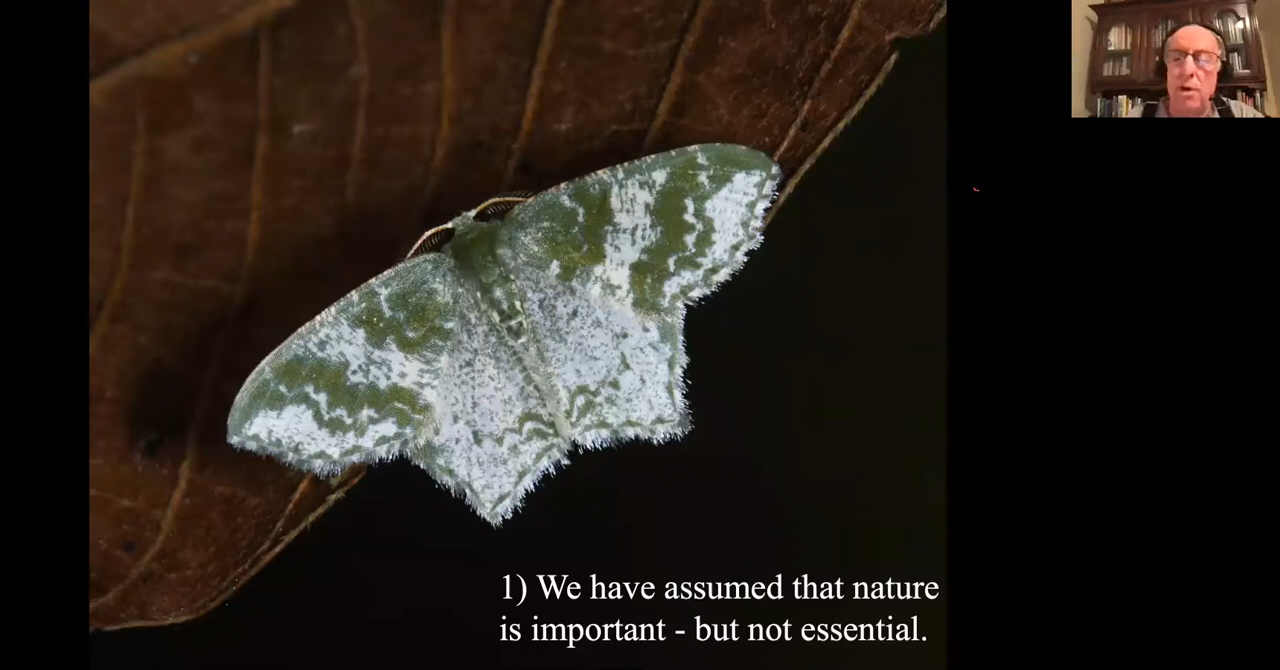 1) We have assumed that nature
is important - but not essential.